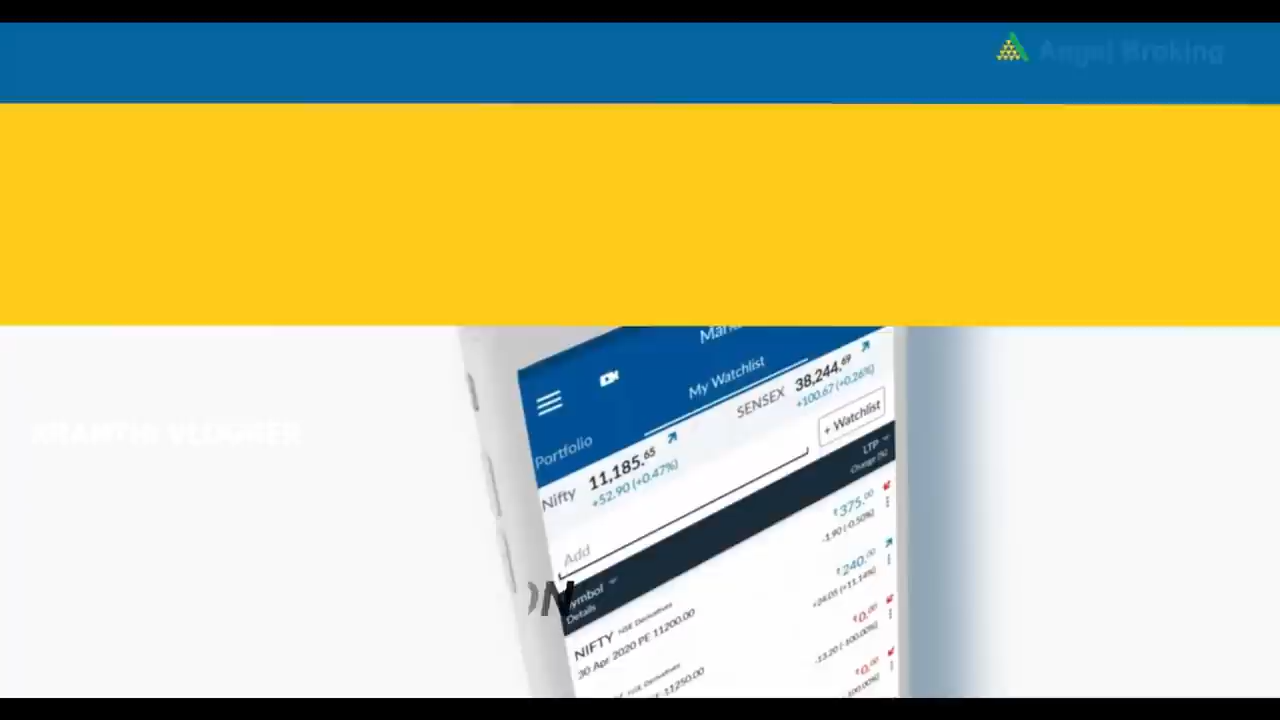 Angel Broking
My Watchlist
Portfolio
SENSEX 38,244.69
+100.67 (+0.26%)
Nifty 11,185.65
+52.90 (+0.47%)
+ Watchlist
Add
LTP
Change (%)
Details
₹375.00
-1.90 (-0.50%)
₹240.00
+24.05 (+11.14%)
NIFTY NSE Derivatives
30 Apr 2020 PE 11200.00
₹0.00
-13.20 (-100.00%)
NSE Derivatives
PE 11250.00
₹0.00